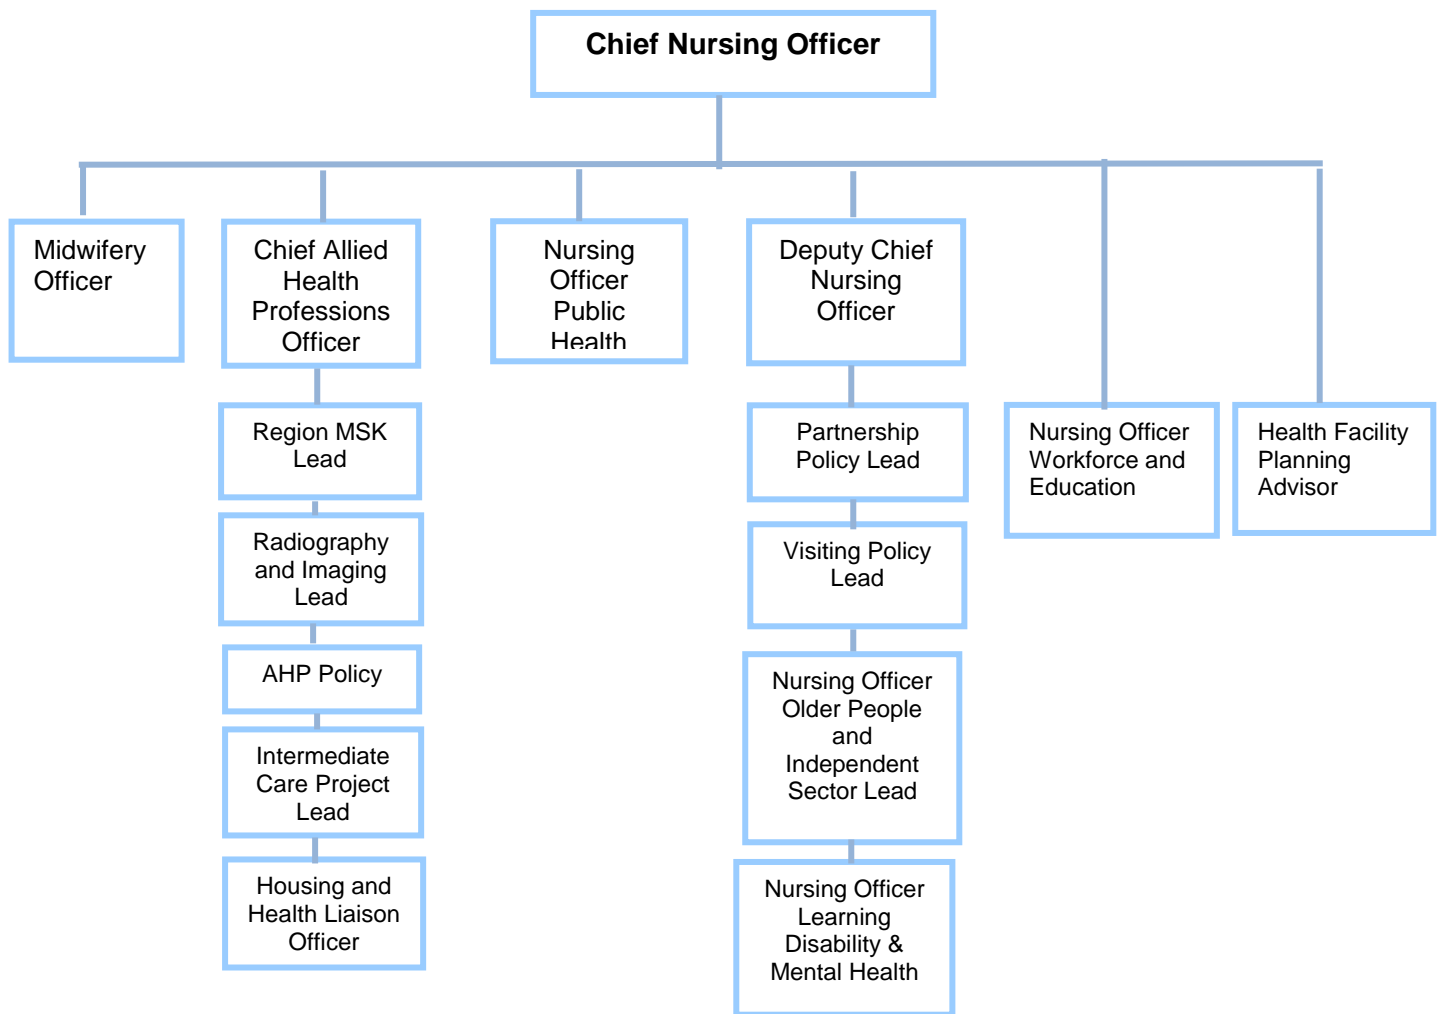 Chief Nursing Officer
Midwifery
Officer
Chief Allied
Health
Professions
Officer
Nursing
Officer
Public
Health
Deputy Chief
Nursing
Officer
Region MSK
Lead
Partnership
Policy Lead
Nursing Officer
Workforce and
Education
Health Facility
Planning
Advisor
Radiography
and Imaging
Lead
Visiting Policy
Lead
AHP Policy
Nursing Officer
Older People
and
Independent
Sector Lead
Intermediate
Care Project
Lead
Housing and
Health Liaison
Officer
Nursing Officer
Learning
Disability &
Mental Health